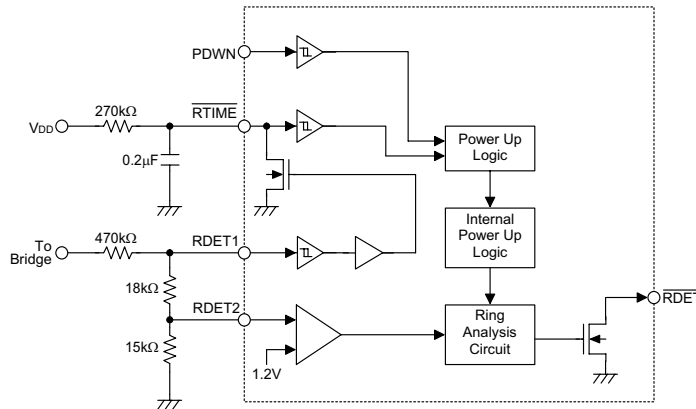 PDWN
270kΩ
RTIME
VDD
0.2μF
Power Up
Logic
To
Bridge
470kΩ
RDET1
Internal
Power Up
Logic
18kΩ
RDET2
15kΩ
1.2V
Ring
Analysis
Circuit
RDET